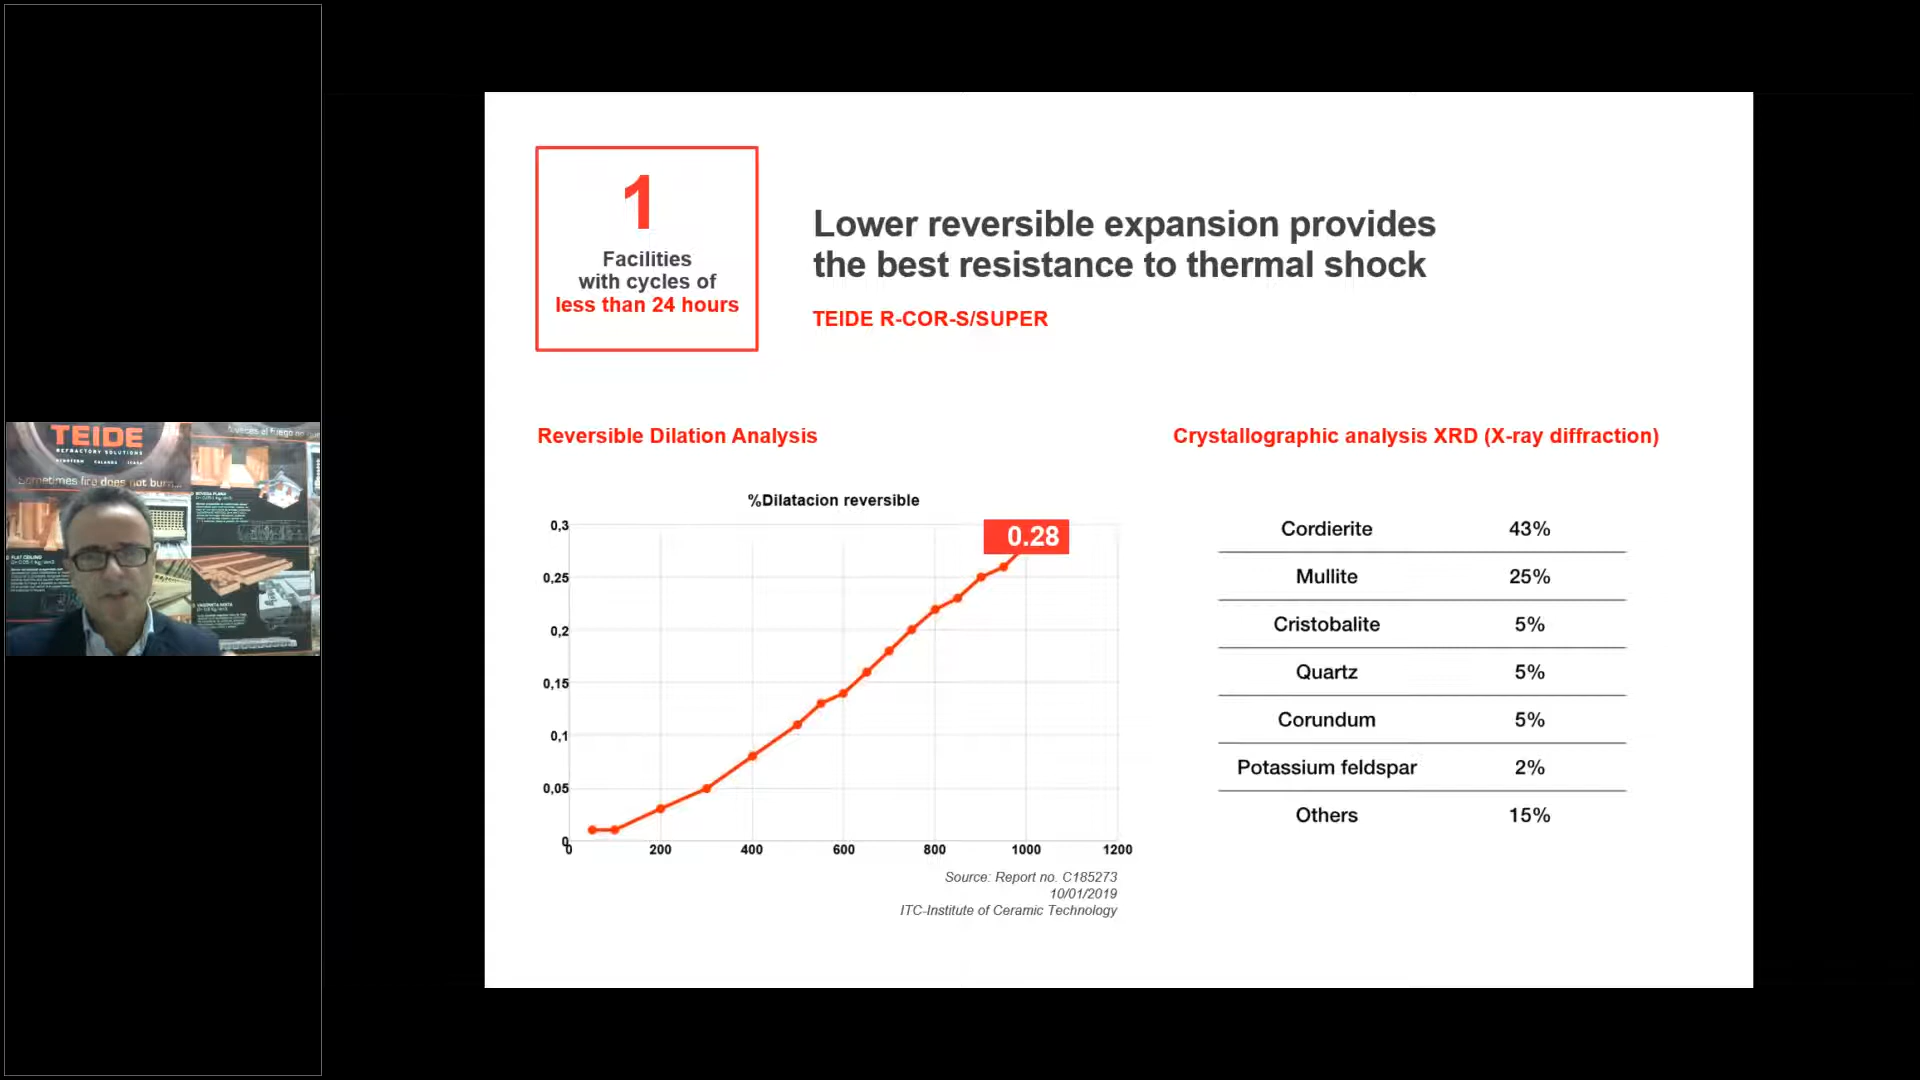 1
Facilities
with cycles of
less than 24 hours
Lower reversible expansion provides
the best resistance to thermal shock
TEIDE R-COR-S/SUPER
Reversible Dilation Analysis
%Dilatacion reversible
0,3
0,25
0,2
0,15
0,1
0,05
0
0.28
0 200 400 600 800 1000 1200
Source: Report no. C185273
10/01/2019
ITC-Institute of Ceramic Technology
Crystallographic analysis XRD (X-ray diffraction)
Cordierite 43%
Mullite 25%
Cristobalite 5%
Quartz 5%
Corundum 5%
Potassium feldspar 2%
Others 15%
TEIDE
REFRACTORY SOLUTIONS
Sometimes fire does not burn...